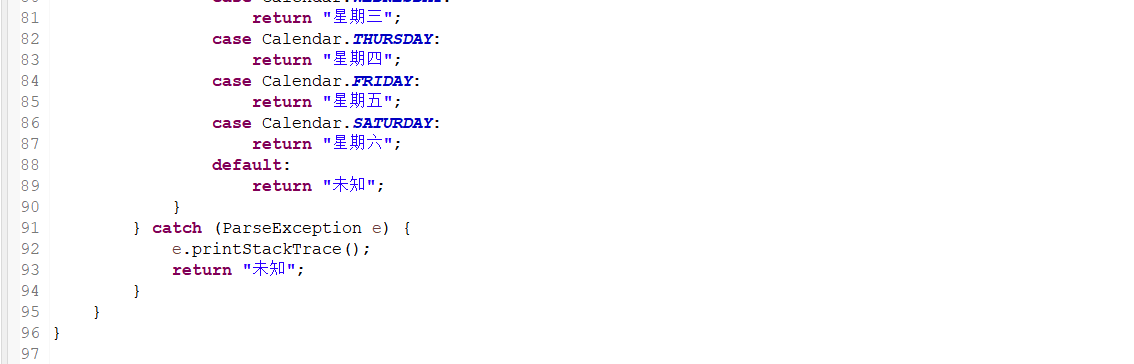 81 return "星期三";
82 case Calendar.THURSDAY:
83 return "星期四";
84 case Calendar.FRIDAY:
85 return "星期五";
86 case Calendar.SATURDAY:
87 return "星期六";
88 default:
89 return "未知";
90 }
91 } catch (ParseException e) {
92 e.printStackTrace();
93 return "未知";
94 }
95 }
96 }
97